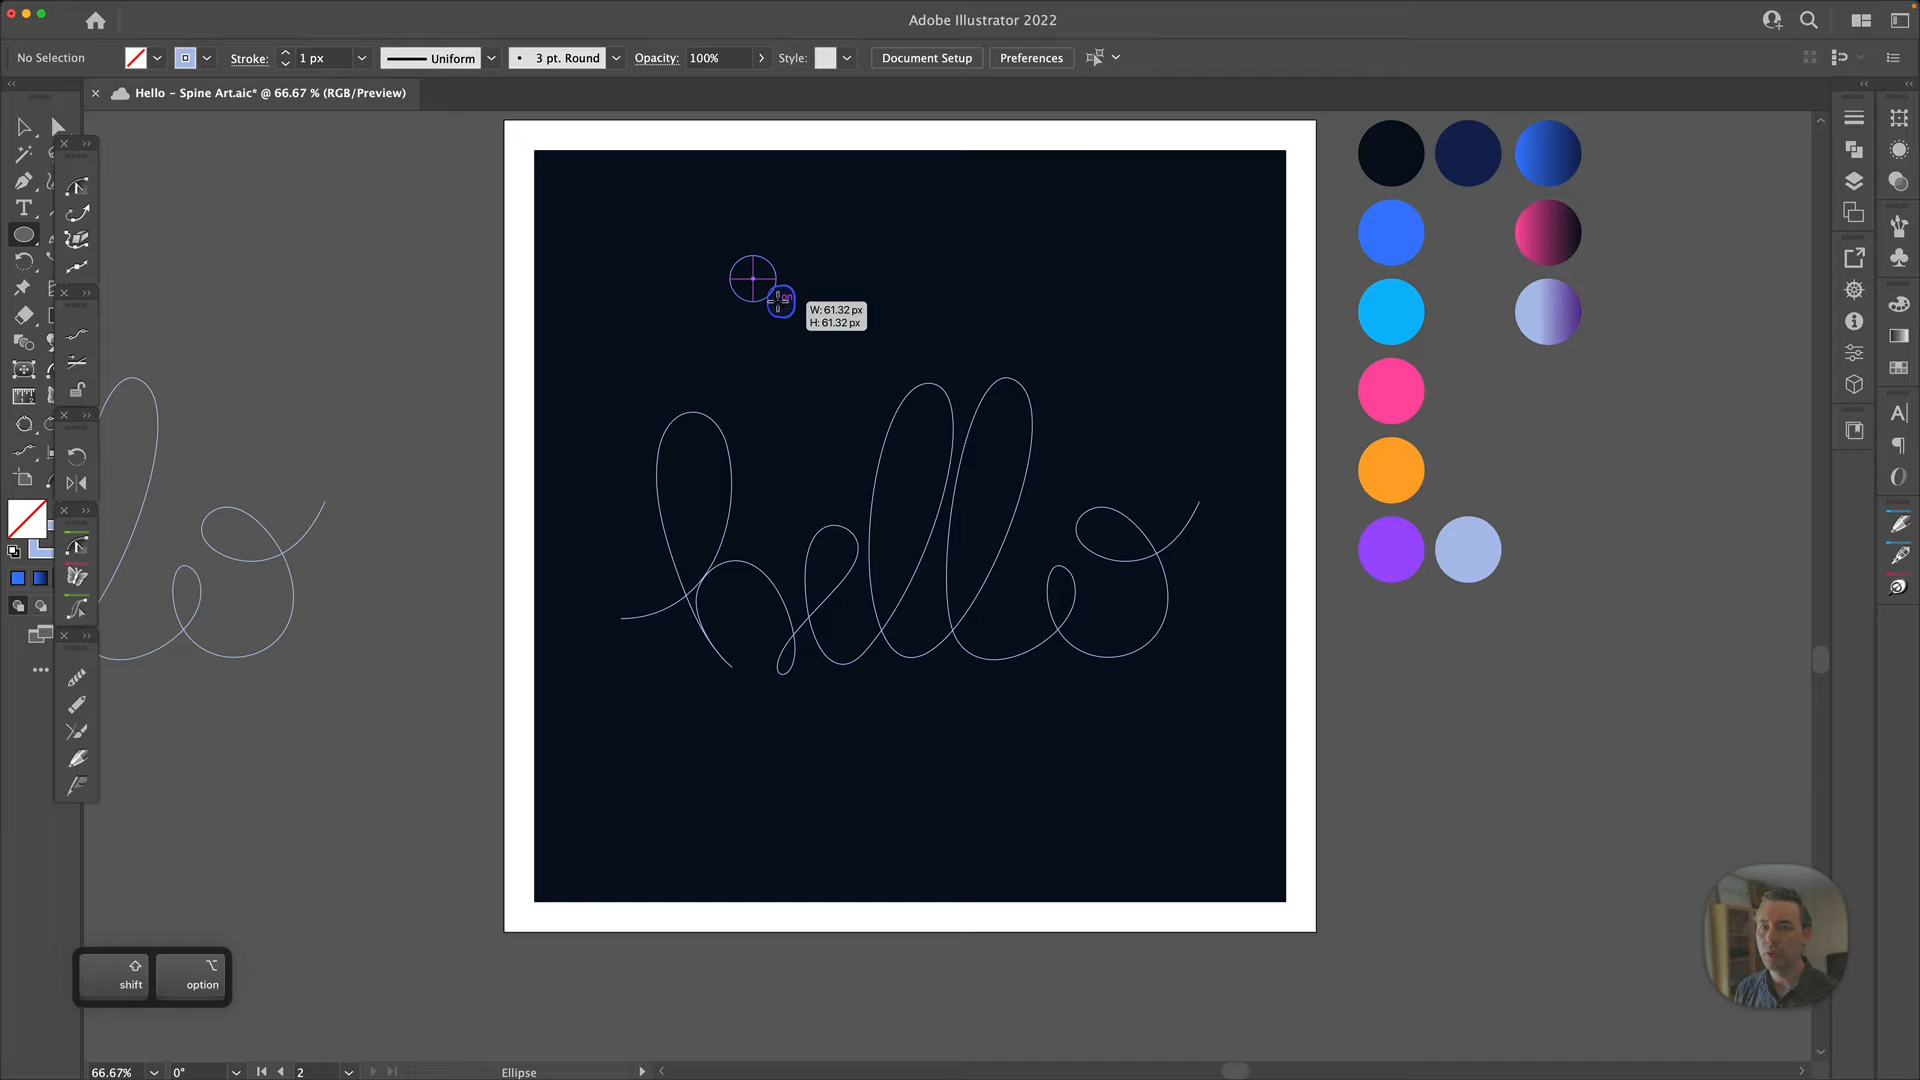 Adobe Illustrator 2022
No Selection
Stroke:
1 px
Uniform
3 pt. Round
Opacity:
100%
Style:
Document Setup
Preferences
Hello – Spine Art.aic* @ 66.67 % (RGB/Preview)
W: 61.32 px
H: 61.32 px
hello
shift
option
66.67%
0°
2
Ellipse